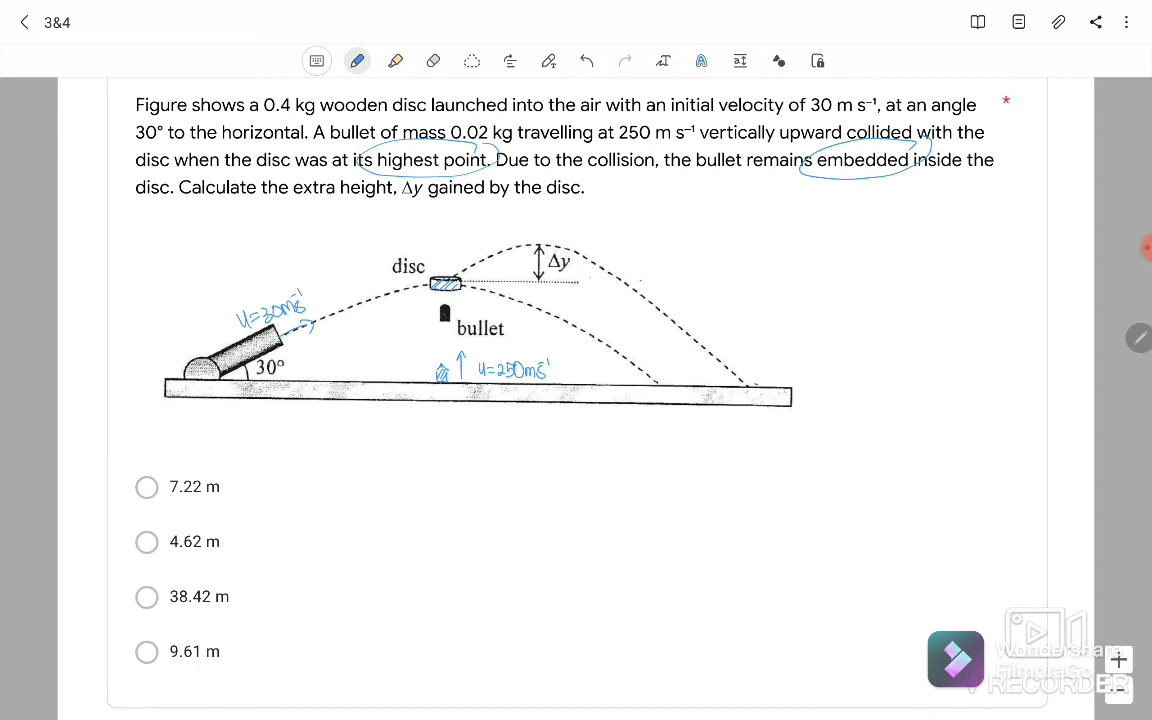 3&4
Figure shows a 0.4 kg wooden disc launched into the air with an initial velocity of 30 m s⁻¹, at an angle *
30° to the horizontal. A bullet of mass 0.02 kg travelling at 250 m s⁻¹ vertically upward collided with the
disc when the disc was at its highest point. Due to the collision, the bullet remains embedded inside the
disc. Calculate the extra height, Δy gained by the disc.
disc
Δy
u=30ms⁻¹
bullet
30°
u=250ms⁻¹
7.22 m
4.62 m
38.42 m
9.61 m
Wondershare
FilmoraGo
RECORDER